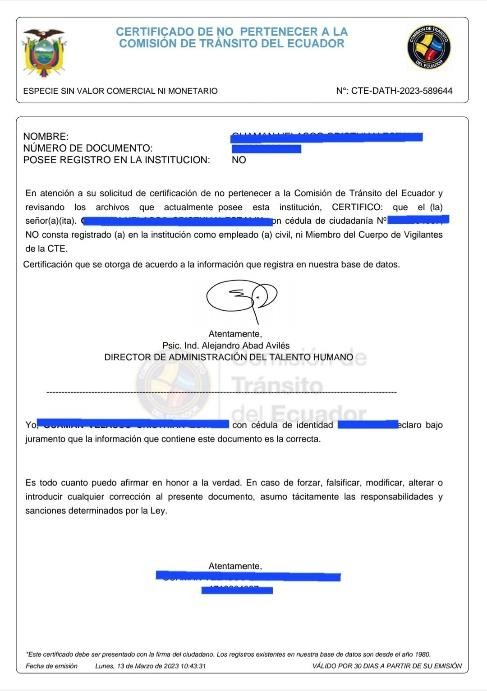 CERTIFICADO DE NO PERTENECER A LA
COMISIÓN DE TRÁNSITO DEL ECUADOR
ESPECIE SIN VALOR COMERCIAL NI MONETARIO
N°: CTE-DATH-2023-589644
NOMBRE:
NÚMERO DE DOCUMENTO:
POSEE REGISTRO EN LA INSTITUCION: NO
En atención a su solicitud de certificación de no pertenecer a la Comisión de Tránsito del Ecuador y
revisando los archivos que actualmente posee esta institución, CERTIFICO: que el (la)
señor(a)(ita). con cédula de ciudadanía N°
NO consta registrado (a) en la institución como empleado (a) civil, ni Miembro del Cuerpo de Vigilantes
de la CTE.
Certificación que se otorga de acuerdo a la información que registra en nuestra base de datos.
Atentamente,
Psic. Ind. Alejandro Abad Avilés
DIRECTOR DE ADMINISTRACIÓN DEL TALENTO HUMANO
Comisión de
Tránsito
del Ecuador
Yo, con cédula de identidad declaro bajo
juramento que la información que contiene este documento es la correcta.
Es todo cuanto puedo afirmar en honor a la verdad. En caso de forzar, falsificar, modificar, alterar o
introducir cualquier corrección al presente documento, asumo tácitamente las responsabilidades y
sanciones determinados por la Ley.
Atentamente,
*Este certificado debe ser presentado con la firma del ciudadano. Los registros existentes en nuestra base de datos son desde el año 1980.
Fecha de emisión Lunes, 13 de Marzo de 2023 10:43:31 VÁLIDO POR 30 DIAS A PARTIR DE SU EMISIÓN